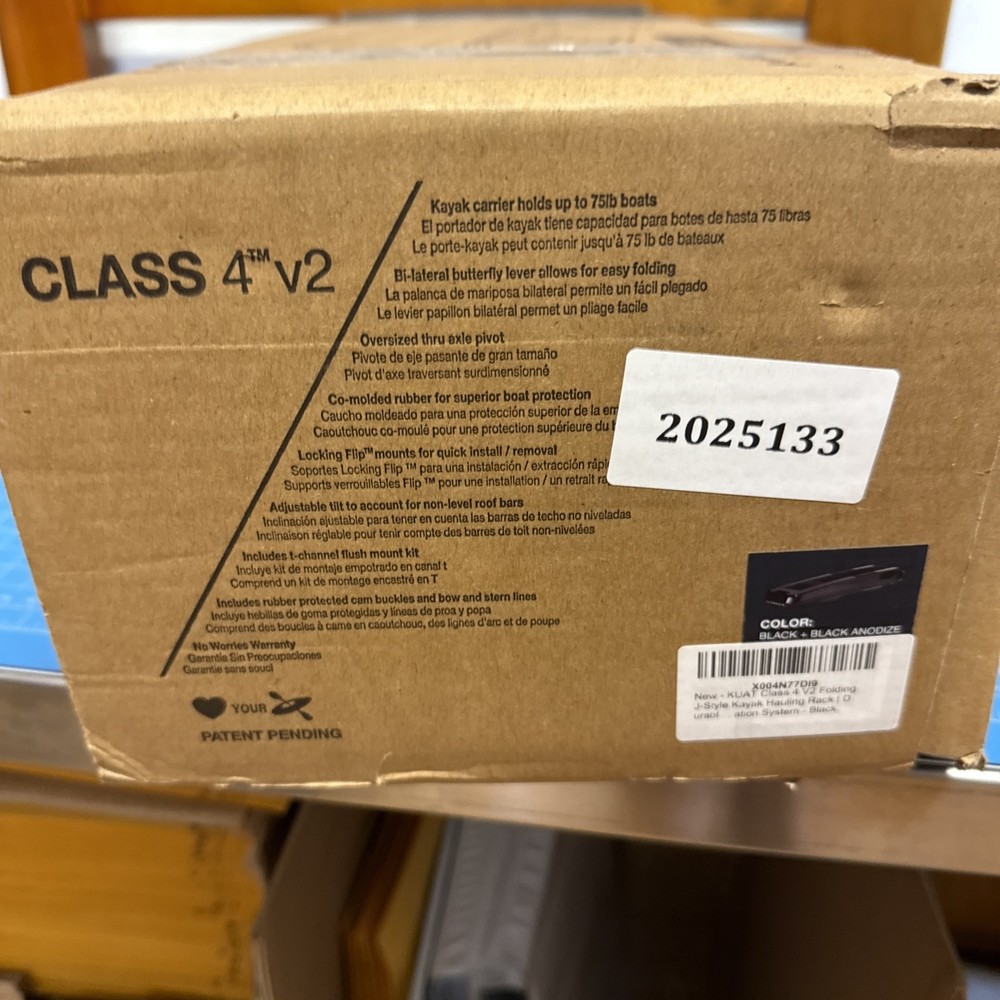 CLASS 4™ v2
Kayak carrier holds up to 75lb boats
El portador de kayak tiene capacidad para botes de hasta 75 libras
Le porte-kayak peut contenir jusqu'à 75 lb de bateaux
Bi-lateral butterfly lever allows for easy folding
La palanca de mariposa bilateral permite un fácil plegado
Le levier papillon bilatéral permet un pliage facile
Oversized thru axle pivot
Pivote de eje pasante de gran tamaño
Pivot d'axe traversant surdimensionné
Co-molded rubber for superior boat protection
Caucho moldeado para una protección superior de la
Caoutchouc co-moulé pour une protection supérieure du
Locking Flip™ mounts for quick install / removal
Soportes Locking Flip ™ para una instalación / extracción
Supports verrouillables Flip ™ pour une installation / un retrait
Adjustable tilt to account for non-level roof bars
Inclinación ajustable para tener en cuenta las barras de techo no niveladas
Inclinaison réglable pour tenir compte des barres de toit non-nivelées
Includes t-channel flush mount kit
Incluye kit de montaje empotrado en canal t
Comprend un kit de montage encastré en T
Includes rubber protected cam buckles and bow and stern lines
Incluye hebillas de goma protegidas y líneas de proa y popa
Comprend des boucles à came en caoutchouc, des lignes d'arc et de poupe
No Worries Warranty
Garantía Sin Preocupaciones
Garantie sans souci
YOUR
PATENT PENDING
2025133
COLOR:
BLACK + BLACK ANODIZE
X004N77DI9
New - KUAT Class 4 V2 Folding
J-Style Kayak Hauling Rack | D
ation System - Black